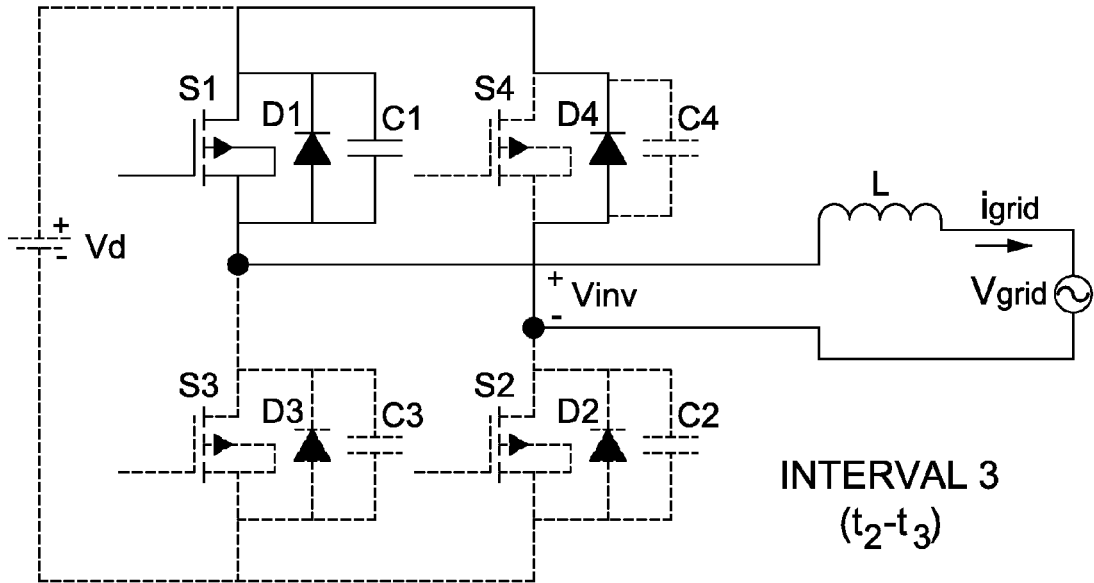 S1
D1
C1
S4
D4
C4
+
-
Vd
L
igrid
+
Vinv
-
Vgrid
S3
D3
C3
S2
D2
C2
INTERVAL 3
(t2-t3)